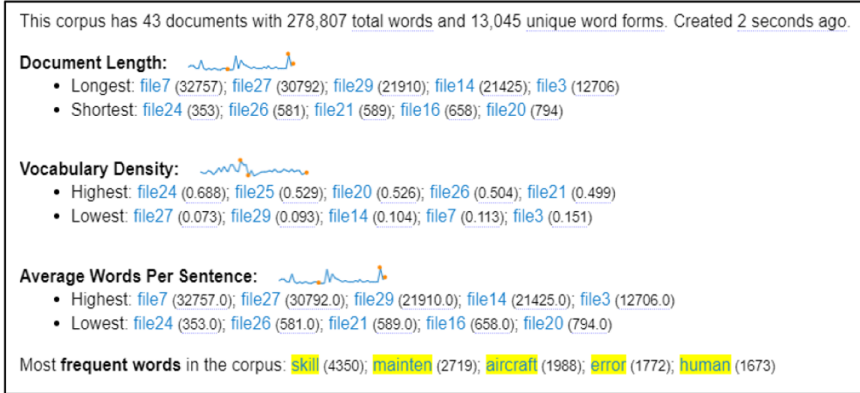 This corpus has 43 documents with 278,807 total words and 13,045 unique word forms. Created 2 seconds ago.
Document Length:
• Longest: file7 (32757); file27 (30792); file29 (21910); file14 (21425); file3 (12706)
• Shortest: file24 (353); file26 (581); file21 (589); file16 (658); file20 (794)
Vocabulary Density:
• Highest: file24 (0.688); file25 (0.529); file20 (0.526); file26 (0.504); file21 (0.499)
• Lowest: file27 (0.073); file29 (0.093); file14 (0.104); file7 (0.113); file3 (0.151)
Average Words Per Sentence:
• Highest: file7 (32757.0); file27 (30792.0); file29 (21910.0); file14 (21425.0); file3 (12706.0)
• Lowest: file24 (353.0); file26 (581.0); file21 (589.0); file16 (658.0); file20 (794.0)
Most frequent words in the corpus: skill (4350); mainten (2719); aircraft (1988); error (1772); human (1673)